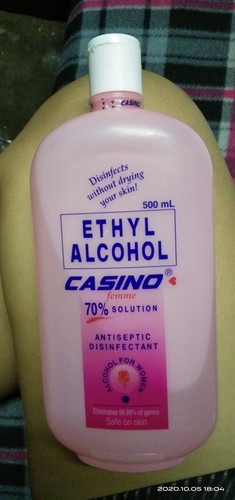 CASINO
Disinfects
without drying
your skin!
500 mL
ETHYL
ALCOHOL
CASINO®
femme
70% SOLUTION
ANTISEPTIC
DISINFECTANT
ALCOHOL FOR WOMEN
Eliminates 99.96% of germs
Safe on skin
2020.10.05 18:04